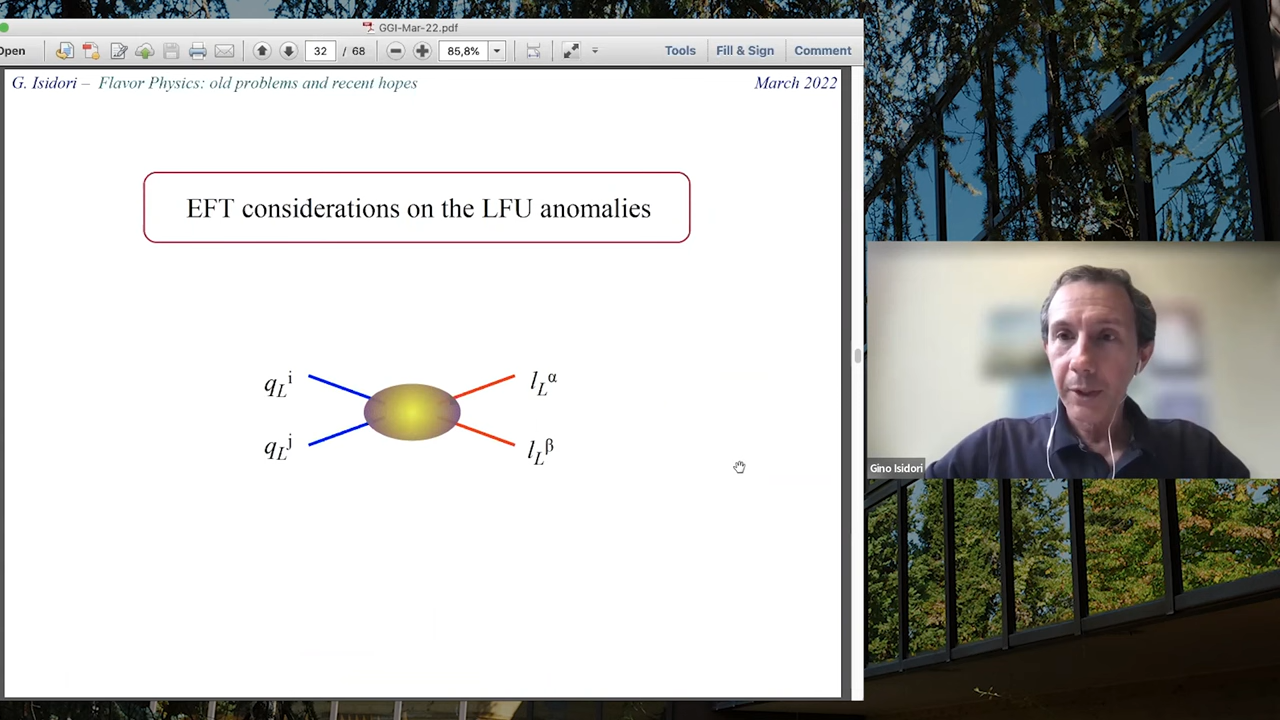 GGI-Mar-22.pdf
Open
32 / 68
85,8%
Tools
Fill & Sign
Comment
G. Isidori – Flavor Physics: old problems and recent hopes
March 2022
EFT considerations on the LFU anomalies
q_L^i
l_L^α
q_L^j
l_L^β
Gino Isidori